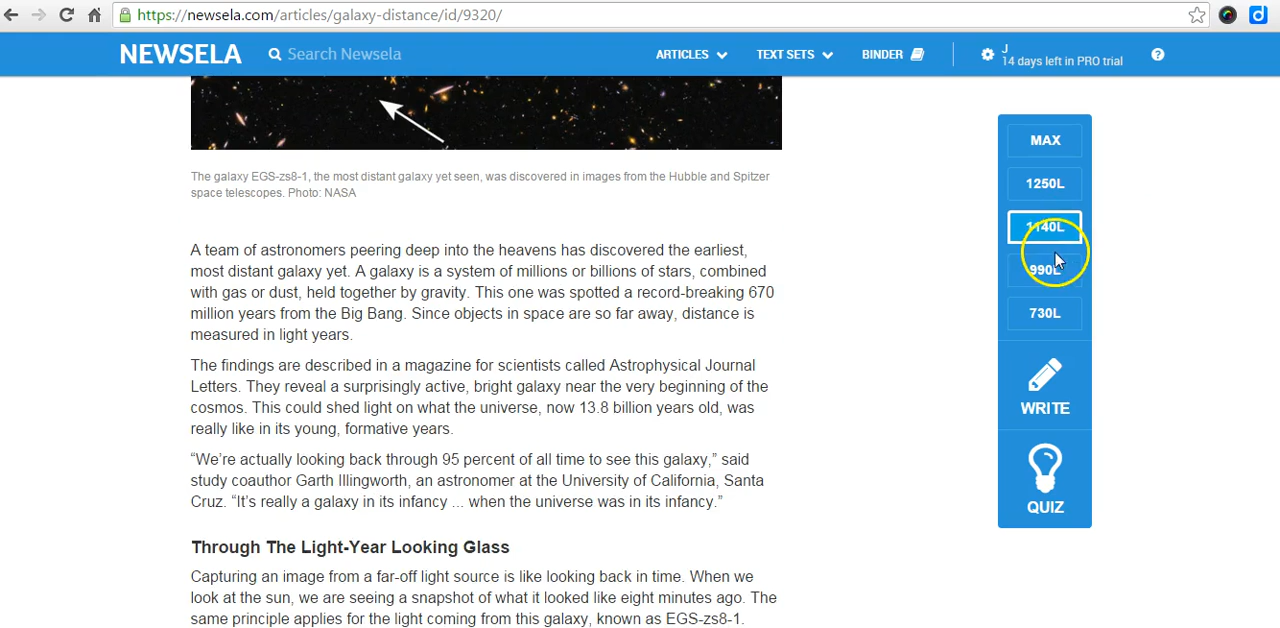 https://newsela.com/articles/galaxy-distance/id/9320/
NEWSELA
Search Newsela
ARTICLES
TEXT SETS
BINDER
J
14 days left in PRO trial
?
d
The galaxy EGS-zs8-1, the most distant galaxy yet seen, was discovered in images from the Hubble and Spitzer
space telescopes. Photo: NASA
A team of astronomers peering deep into the heavens has discovered the earliest,
most distant galaxy yet. A galaxy is a system of millions or billions of stars, combined
with gas or dust, held together by gravity. This one was spotted a record-breaking 670
million years from the Big Bang. Since objects in space are so far away, distance is
measured in light years.
The findings are described in a magazine for scientists called Astrophysical Journal
Letters. They reveal a surprisingly active, bright galaxy near the very beginning of the
cosmos. This could shed light on what the universe, now 13.8 billion years old, was
really like in its young, formative years.
“We’re actually looking back through 95 percent of all time to see this galaxy,” said
study coauthor Garth Illingworth, an astronomer at the University of California, Santa
Cruz. “It’s really a galaxy in its infancy ... when the universe was in its infancy.”
Through The Light-Year Looking Glass
Capturing an image from a far-off light source is like looking back in time. When we
look at the sun, we are seeing a snapshot of what it looked like eight minutes ago. The
same principle applies for the light coming from this galaxy, known as EGS-zs8-1.
MAX
1250L
1140L
990L
730L
WRITE
QUIZ